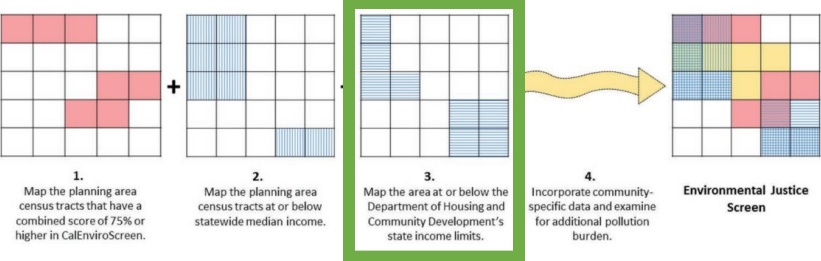 1.
Map the planning area
census tracts that have a
combined score of 75% or
higher in CalEnviroScreen.
2.
Map the planning area
census tracts at or below
statewide median income.
3.
Map the area at or below the
Department of Housing and
Community Development's
state income limits.
4.
Incorporate community-
specific data and examine
for additional pollution
burden.
Environmental Justice
Screen